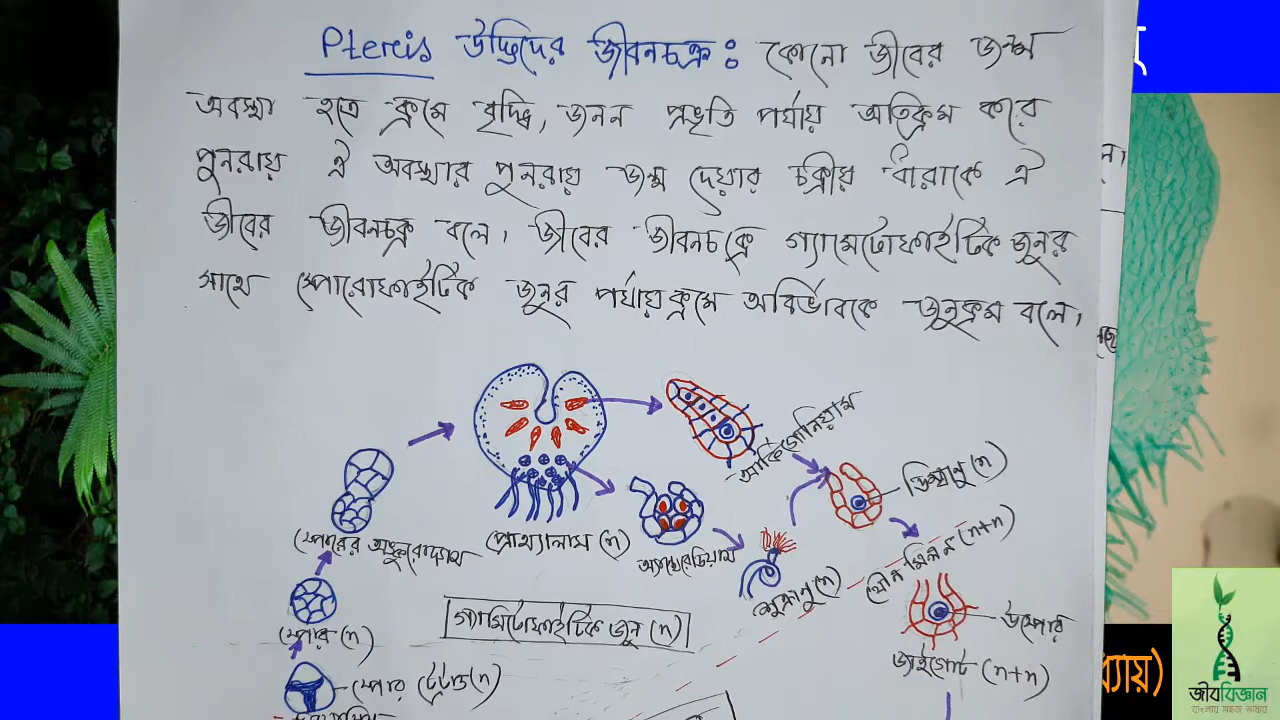 Pteris উদ্ভিদের জীবনচক্র : কোনো জীবের জন্ম
অবস্থা হতে ক্রমে বৃদ্ধি, জনন প্রভৃতি পর্যায় অতিক্রম করে
পুনরায় ঐ অবস্থার পুনরায় জন্ম দেয়ার চক্রীয় ধারাকে ঐ
জীবের জীবনচক্র বলে। জীবের জীবনচক্রে গ্যামেটোফাইটিক জনুর
সাথে স্পোরোফাইটিক জনুর পর্যায়ক্রমে আবির্ভাবকে জনুক্রম বলে।
আর্কিগোনিয়াম
ডিম্বাণু (n)
স্পোরের অঙ্কুরোদগম
প্রোথ্যালাস (n)
অ্যান্থেরিডিয়াম
শুক্রাণু (n)
যৌন মিলন (n+n)
স্পোর (n)
গ্যামিটোফাইটিক জনু (n)
উস্পোর
জাইগোট (n+n)
স্পোর টেট্রাড (n)
ধ্যায়)
জীববিজ্ঞান
বাংলায় সহজ ভাষায়